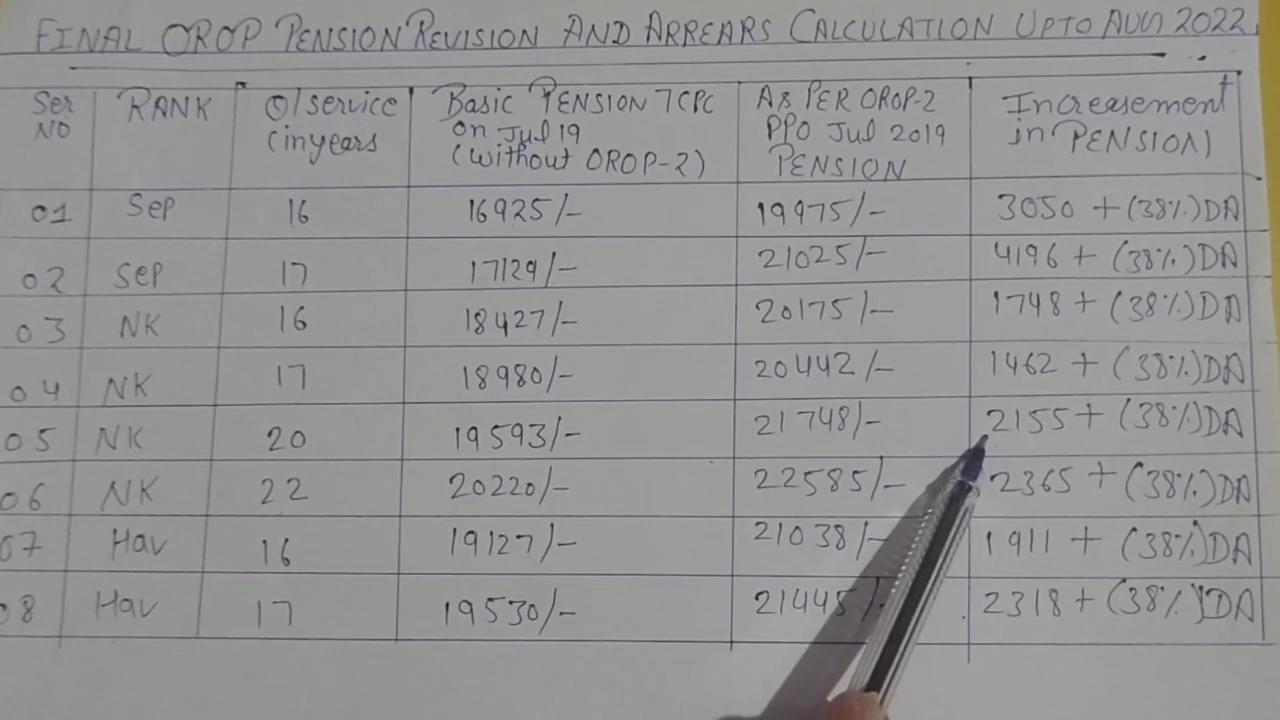 FINAL OROP PENSION REVISION AND ARREARS CALCULATION UPTO AUG 2022
Ser NO RANK Q/service (in years Basic PENSION 7CPC on Jul 19 (without OROP-2) AS PER OROP-2 PPO Jul 2019 PENSION Increasement in PENSION)
01 Sep 16 16925/- 19975/- 3050 + (38%)DA
02 Sep 17 17129/- 21025/- 4196 + (38%)DA
03 NK 16 18427/- 20175/- 1748 + (38%)DA
04 NK 17 18980/- 20442/- 1462 + (38%)DA
05 NK 20 19593/- 21748/- 2155 + (38%)DA
06 NK 22 20220/- 22585/- 2365 + (38%)DA
07 Hav 16 19127/- 21038/- 1911 + (38%)DA
08 Hav 17 19530/- 21445/- 2318 + (38%)DA